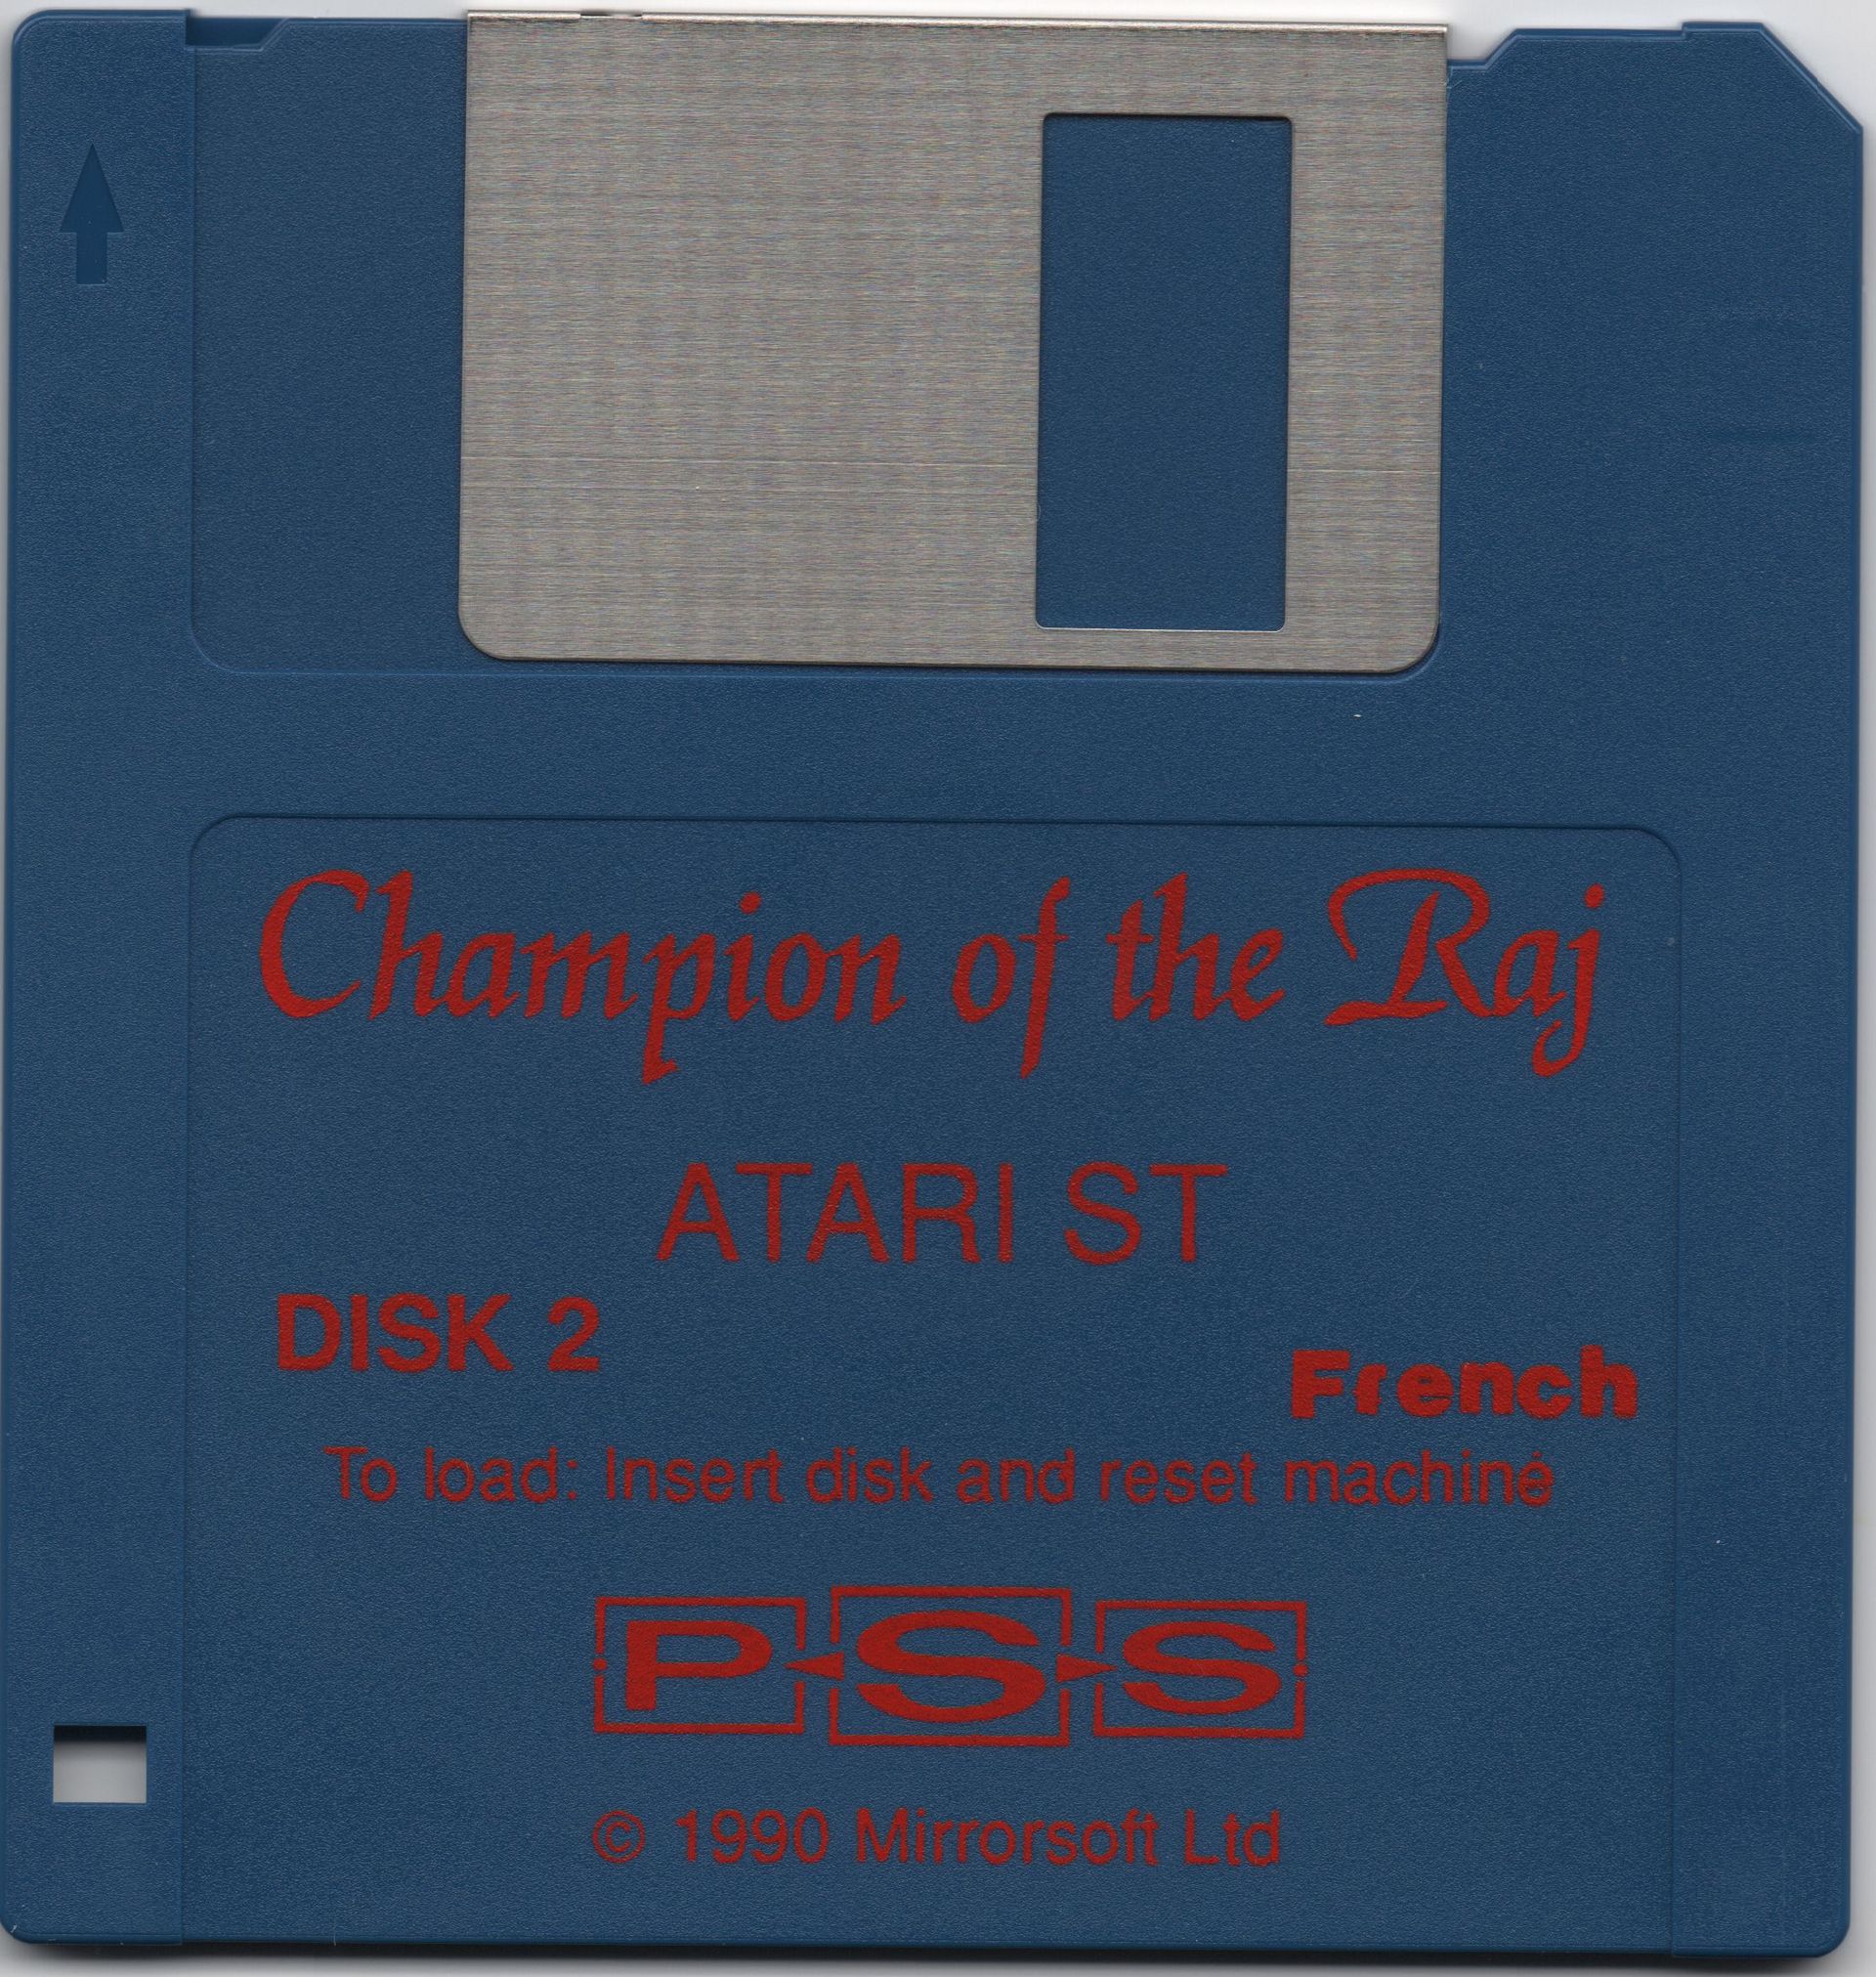 Champion of the Raj
ATARI ST
DISK 2
French
To load: Insert disk and reset machine
PSS
© 1990 Mirrorsoft Ltd